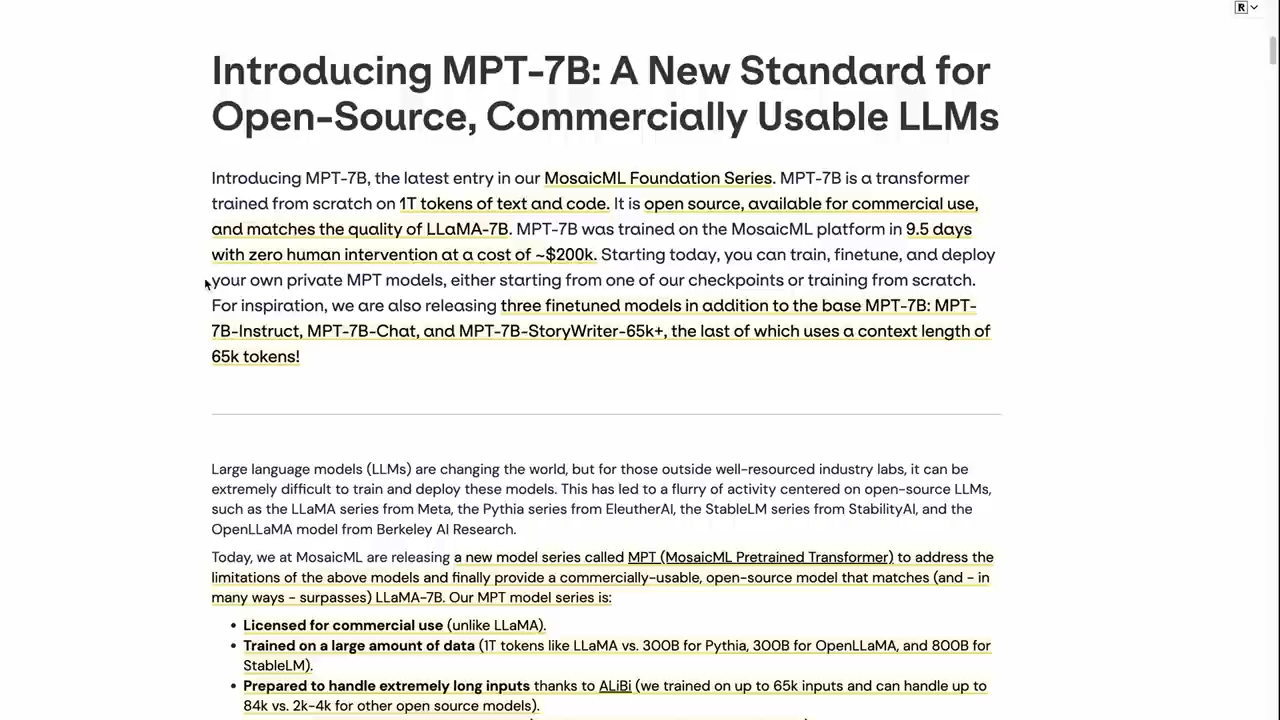 R
Introducing MPT-7B: A New Standard for
Open-Source, Commercially Usable LLMs
Introducing MPT-7B, the latest entry in our MosaicML Foundation Series. MPT-7B is a transformer
trained from scratch on 1T tokens of text and code. It is open source, available for commercial use,
and matches the quality of LLaMA-7B. MPT-7B was trained on the MosaicML platform in 9.5 days
with zero human intervention at a cost of ~$200k. Starting today, you can train, finetune, and deploy
your own private MPT models, either starting from one of our checkpoints or training from scratch.
For inspiration, we are also releasing three finetuned models in addition to the base MPT-7B: MPT-
7B-Instruct, MPT-7B-Chat, and MPT-7B-StoryWriter-65k+, the last of which uses a context length of
65k tokens!
Large language models (LLMs) are changing the world, but for those outside well-resourced industry labs, it can be
extremely difficult to train and deploy these models. This has led to a flurry of activity centered on open-source LLMs,
such as the LLaMA series from Meta, the Pythia series from EleutherAI, the StableLM series from StabilityAI, and the
OpenLLaMA model from Berkeley AI Research.
Today, we at MosaicML are releasing a new model series called MPT (MosaicML Pretrained Transformer) to address the
limitations of the above models and finally provide a commercially-usable, open-source model that matches (and - in
many ways - surpasses) LLaMA-7B. Our MPT model series is:
• Licensed for commercial use (unlike LLaMA).
• Trained on a large amount of data (1T tokens like LLaMA vs. 300B for Pythia, 300B for OpenLLaMA, and 800B for
StableLM).
• Prepared to handle extremely long inputs thanks to ALiBi (we trained on up to 65k inputs and can handle up to
84k vs. 2k-4k for other open source models).